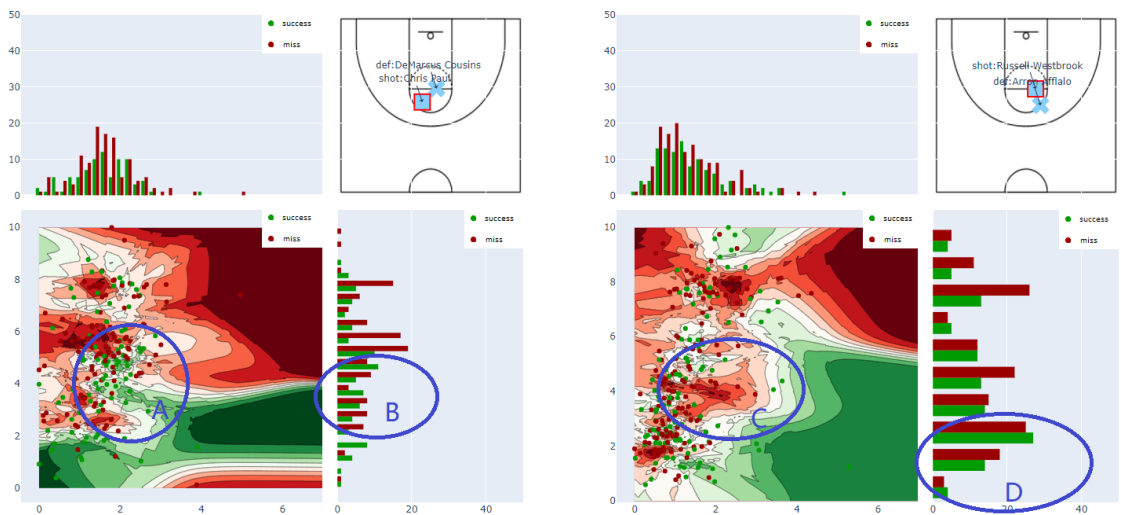 50
40
30
20
10
0
success
miss
def:DeMarcus Cousins
shot:Chris Paul
success
miss
10
8
6
4
2
0
0
2
4
6
success
miss
0
20
40
A
B
50
40
30
20
10
0
success
miss
shot:Russell Westbrook
def:Arron Afflalo
success
miss
10
8
6
4
2
0
0
2
4
6
success
miss
0
20
40
C
D